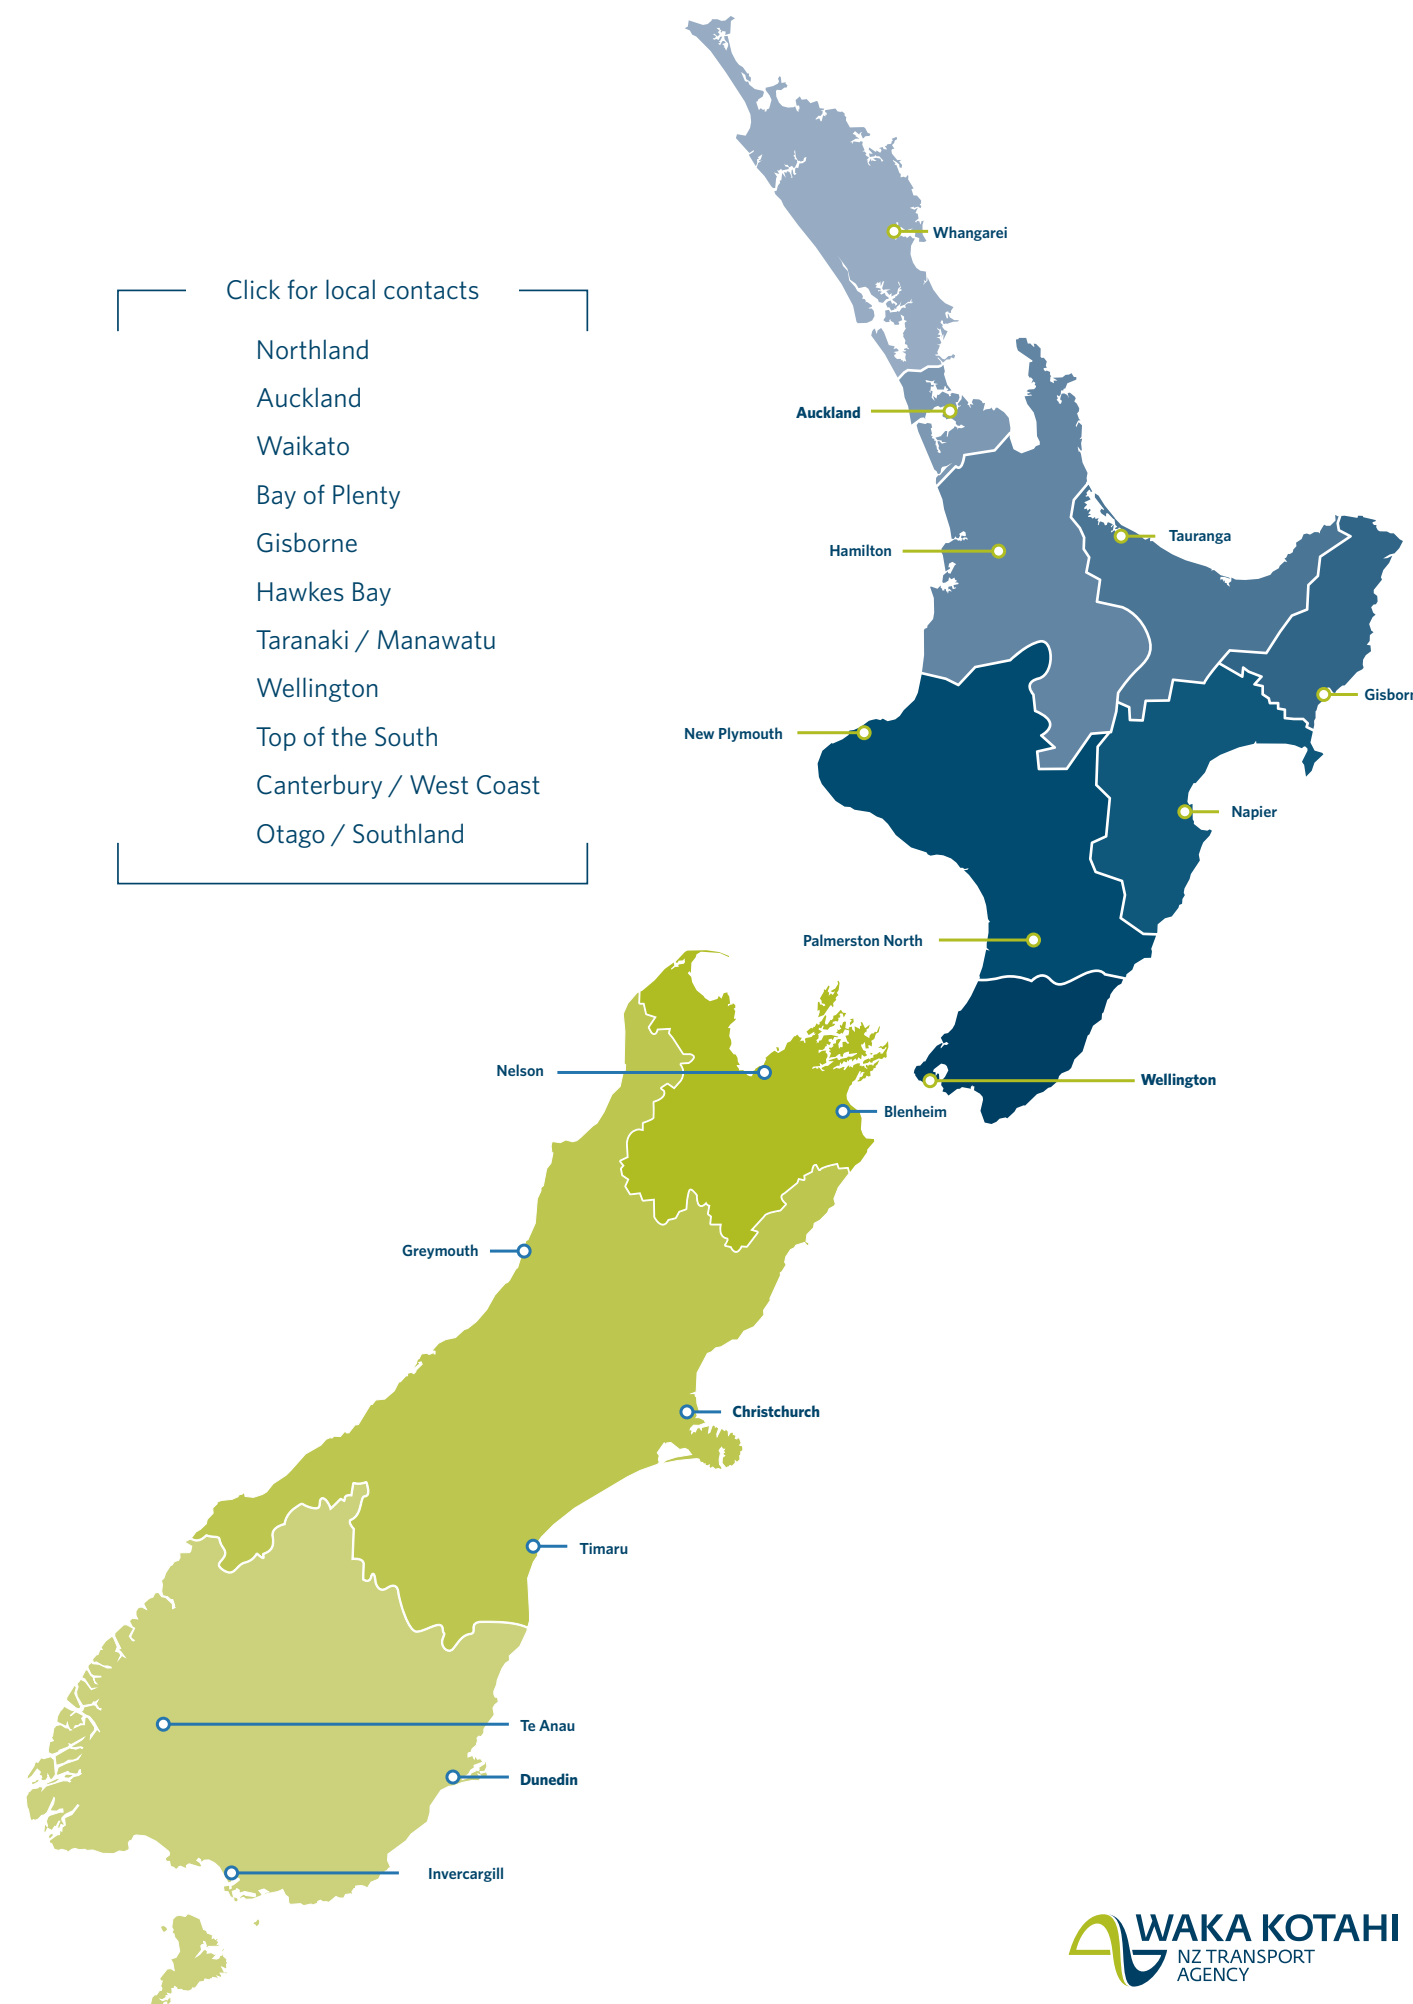 Click for local contacts
Northland
Auckland
Waikato
Bay of Plenty
Gisborne
Hawkes Bay
Taranaki / Manawatu
Wellington
Top of the South
Canterbury / West Coast
Otago / Southland
Whangarei
Auckland
Tauranga
Hamilton
Gisborn
New Plymouth
Napier
Palmerston North
Nelson
Wellington
Blenheim
Greymouth
Christchurch
Timaru
Te Anau
Dunedin
Invercargill
WAKA KOTAHI
NZ TRANSPORT
AGENCY